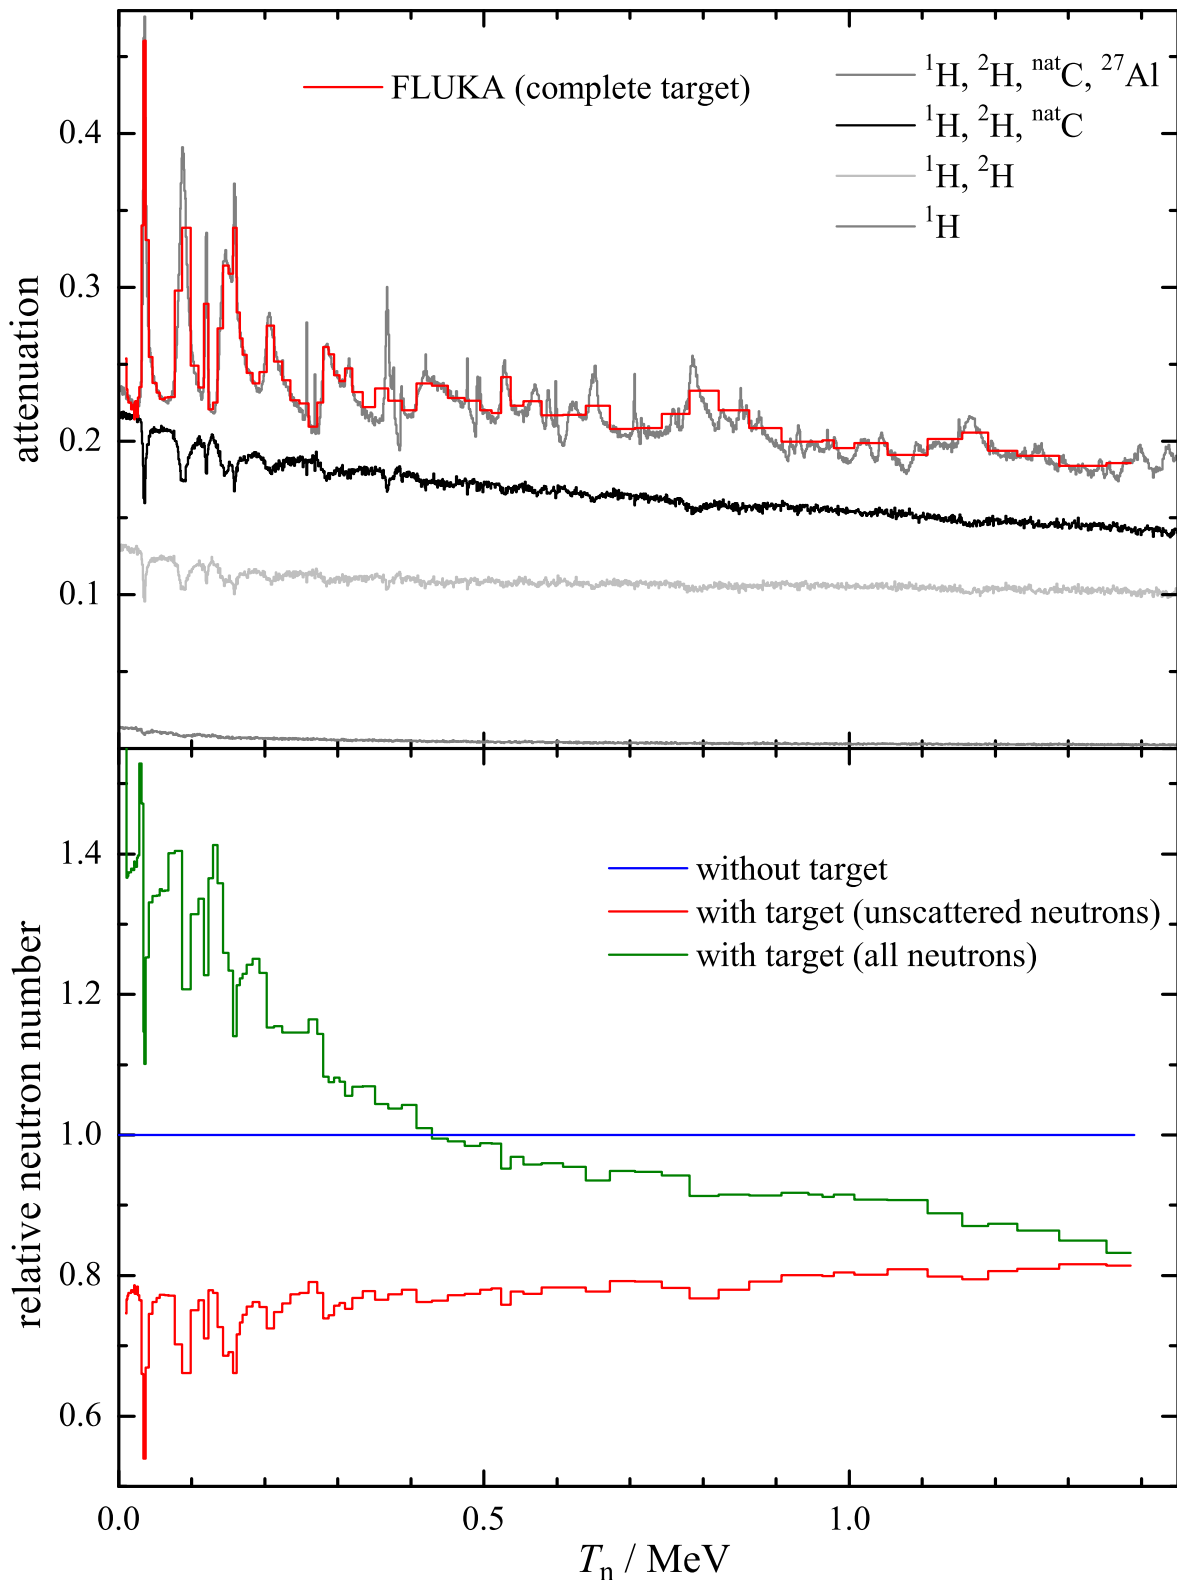 FLUKA (complete target)
¹H, ²H, ⁿᵃᵗC, ²⁷Al
¹H, ²H, ⁿᵃᵗC
¹H, ²H
¹H
0.4
0.3
0.2
0.1
attenuation
without target
with target (unscattered neutrons)
with target (all neutrons)
1.4
1.2
1.0
0.8
0.6
relative neutron number
0.0 0.5 1.0
Tₙ / MeV